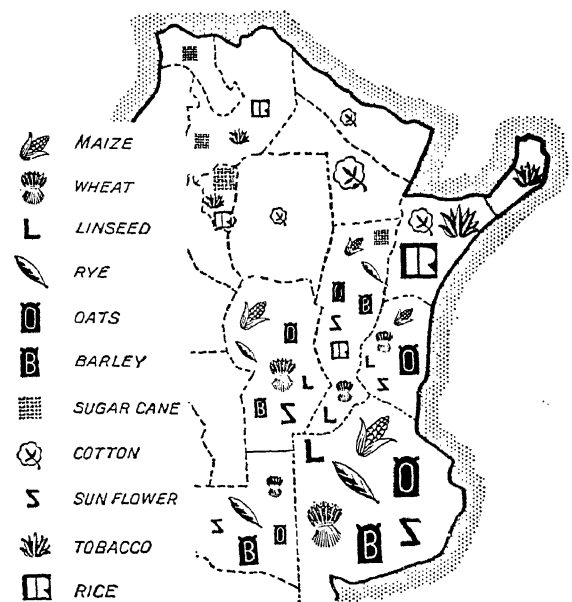 MAIZE
WHEAT
L LINSEED
RYE
O OATS
B BARLEY
SUGAR CANE
COTTON
S SUN FLOWER
TOBACCO
R RICE
R
R
O
B
S
R
L
O
L
S
O
L
B
S
L
L
O
S
O
B
B
S